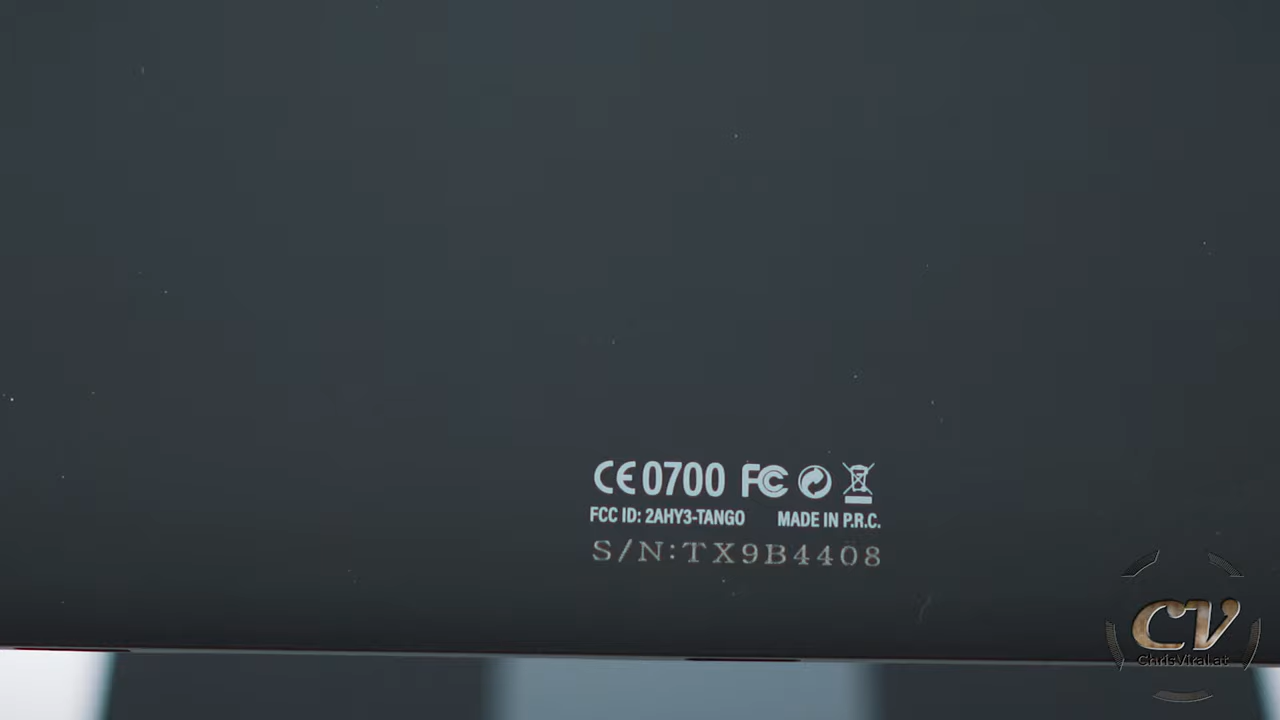 CE 0700 FC
FCC ID: 2AHY3-TANGO MADE IN P.R.C.
S/N:TX9B4408
CV
ChrisViral.at